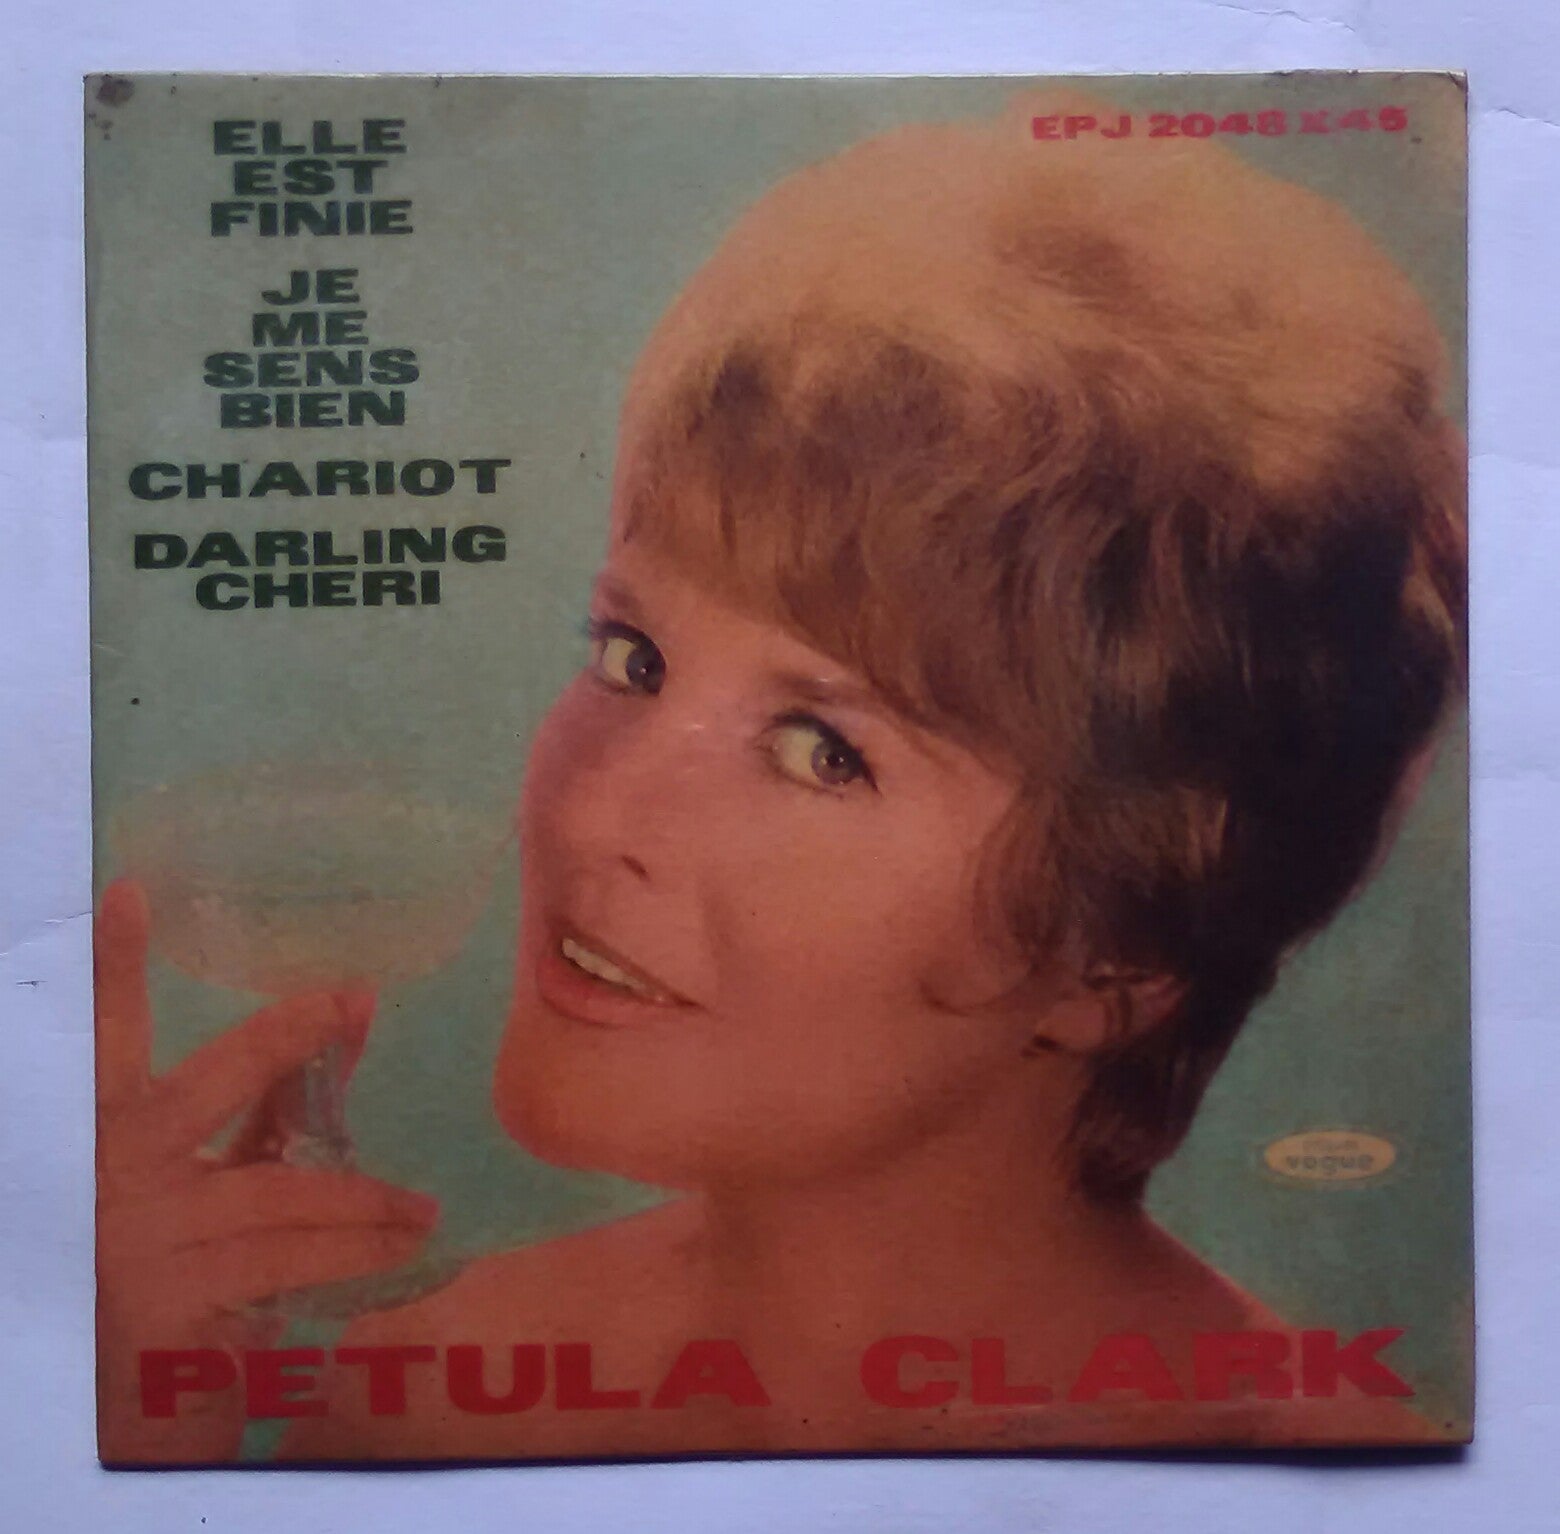 ELLE
EST
FINIE
JE
ME
SENS
BIEN
CHARIOT
DARLING
CHERI
EPJ 2048 X 45
vogue
PETULA CLARK